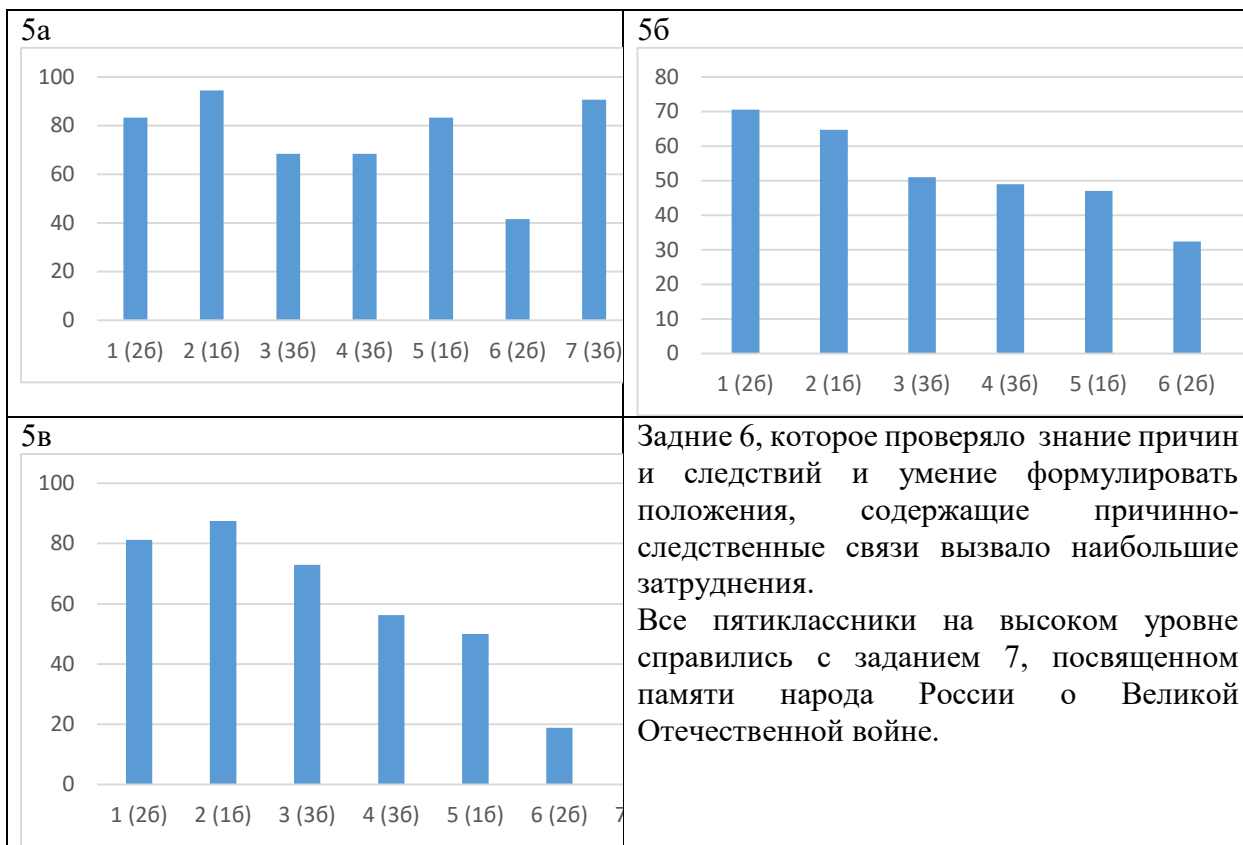 5а
100
80
60
40
20
0
1 (2б) 2 (1б) 3 (3б) 4 (3б) 5 (1б) 6 (2б) 7 (3б)
5б
80
70
60
50
40
30
20
10
0
1 (2б) 2 (1б) 3 (3б) 4 (3б) 5 (1б) 6 (2б)
5в
100
80
60
40
20
0
1 (2б) 2 (1б) 3 (3б) 4 (3б) 5 (1б) 6 (2б) 7
Задние 6, которое проверяло знание причин
и следствий и умение формулировать
положения, содержащие причинно-
следственные связи вызвало наибольшие
затруднения.
Все пятиклассники на высоком уровне
справились с заданием 7, посвященном
памяти народа России о Великой
Отечественной войне.